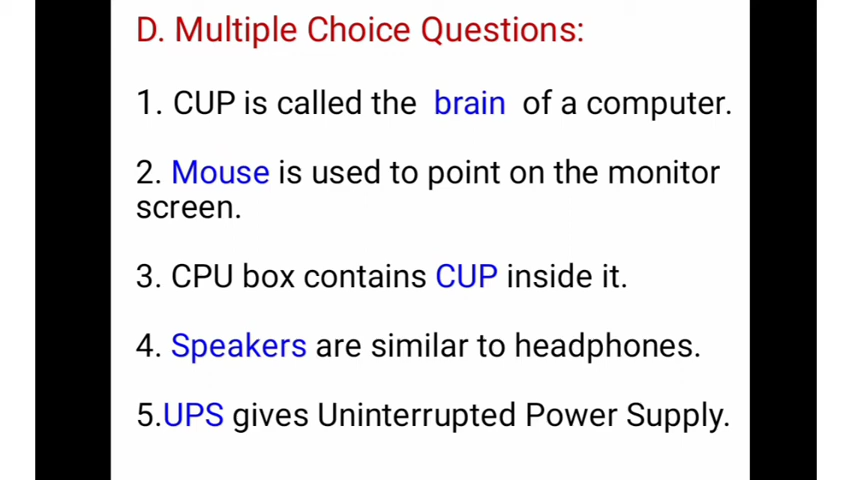 D. Multiple Choice Questions:
1. CUP is called the brain of a computer.
2. Mouse is used to point on the monitor
screen.
3. CPU box contains CUP inside it.
4. Speakers are similar to headphones.
5.UPS gives Uninterrupted Power Supply.